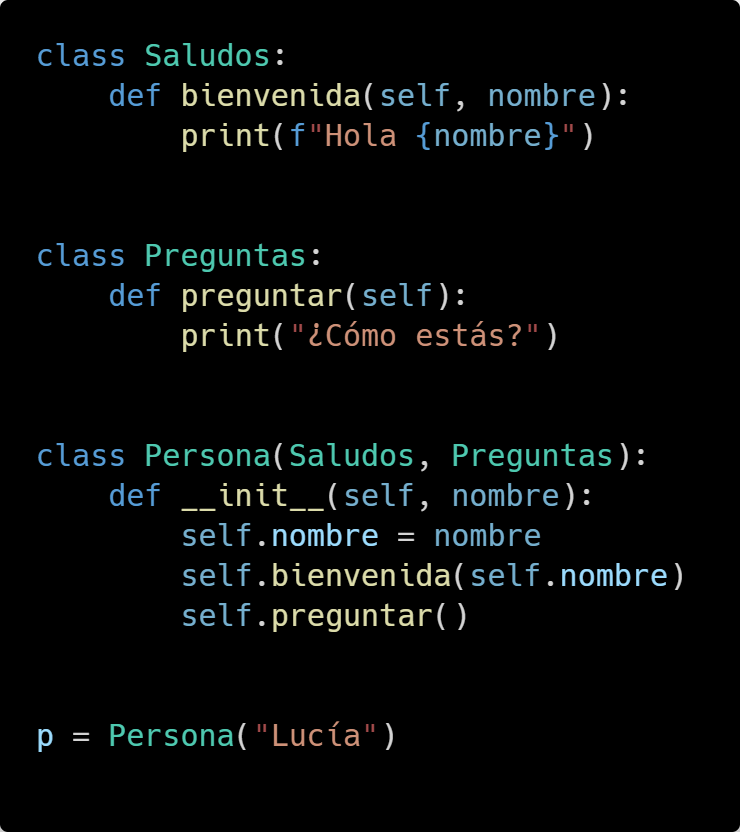 class Saludos:
    def bienvenida(self, nombre):
        print(f"Hola {nombre}")
class Preguntas:
    def preguntar(self):
        print("¿Cómo estás?")
class Persona(Saludos, Preguntas):
    def __init__(self, nombre):
        self.nombre = nombre
        self.bienvenida(self.nombre)
        self.preguntar()
p = Persona("Lucía")